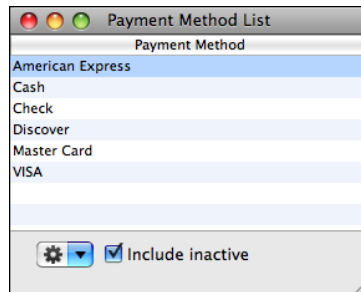 Payment Method List
Payment Method
American Express
Cash
Check
Discover
Master Card
VISA
Include inactive